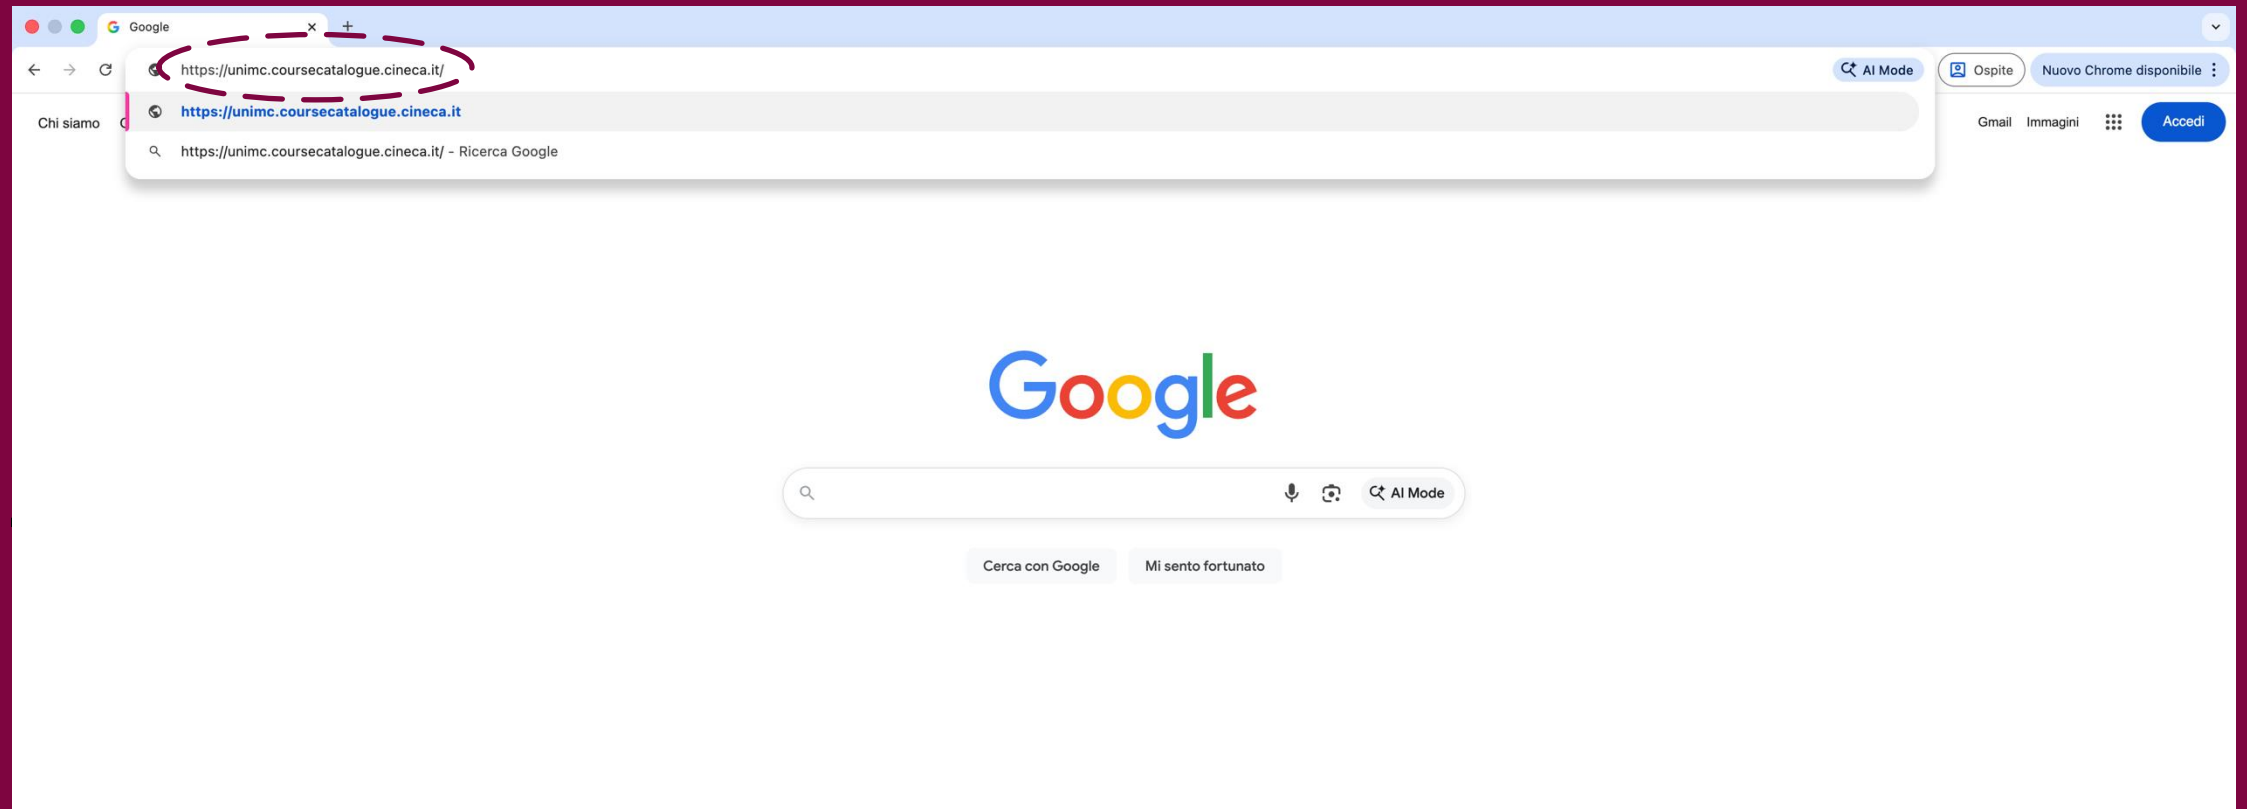 Google
https://unimc.coursecatalogue.cineca.it/
AI Mode
Ospite
Nuovo Chrome disponibile
https://unimc.coursecatalogue.cineca.it
https://unimc.coursecatalogue.cineca.it/ - Ricerca Google
Chi siamo
Gmail Immagini
Accedi
Google
AI Mode
Cerca con Google
Mi sento fortunato